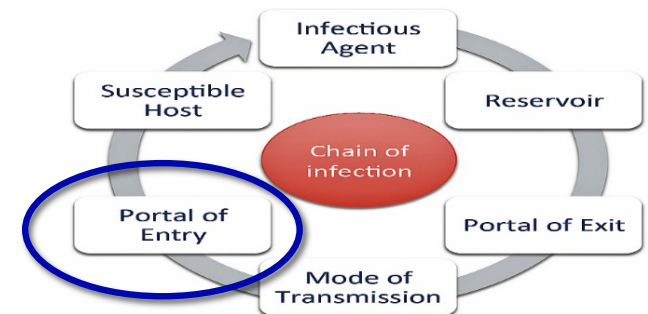 Infectious
Agent
Susceptible
Host
Reservoir
Chain of
infection
Portal of
Entry
Portal of Exit
Mode of
Transmission